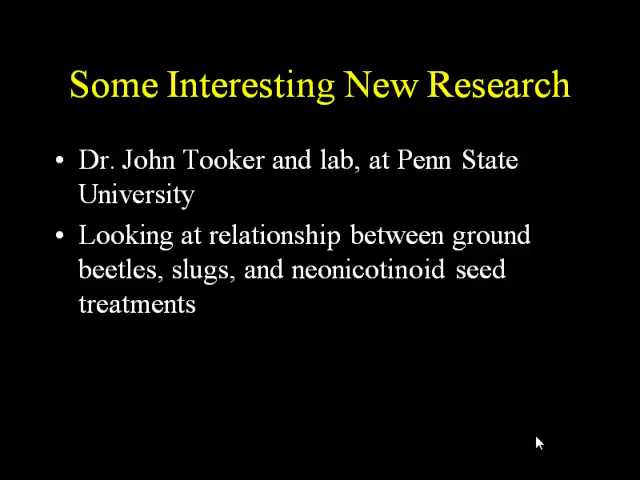 Some Interesting New Research
• Dr. John Tooker and lab, at Penn State
University
• Looking at relationship between ground
beetles, slugs, and neonicotinoid seed
treatments